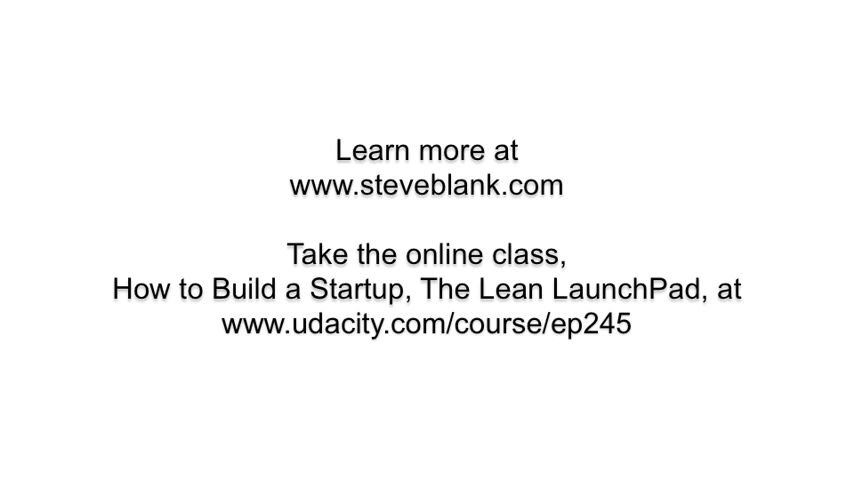 Learn more at
www.steveblank.com
Take the online class,
How to Build a Startup, The Lean LaunchPad, at
www.udacity.com/course/ep245